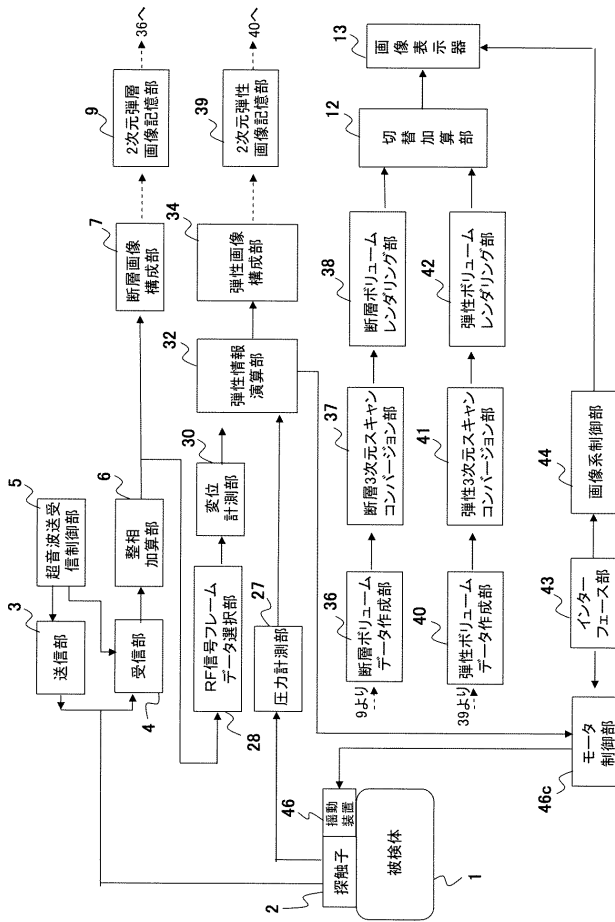 5
超音波送受
信制御部
3
送信部
受信部
4
6
整相
加算部
7
断層画像
構成部
9
2次元弾層
画像記憶部
36へ
RF信号フレーム
データ選択部
28
30
変位
計測部
32
弾性情報
演算部
34
弾性画像
構成部
39
2次元弾性
画像記憶部
40へ
27
圧力計測部
2
探触子
46
揺動
装置
被検体
1
9より
36
断層ボリューム
データ作成部
37
断層3次元スキャン
コンバージョン部
38
断層ボリューム
レンダリング部
12
切替加算部
13
画像表示器
39より
40
弾性ボリューム
データ作成部
41
弾性3次元スキャン
コンバージョン部
42
弾性ボリューム
レンダリング部
46c
モータ
制御部
43
インター
フェース部
44
画像系制御部